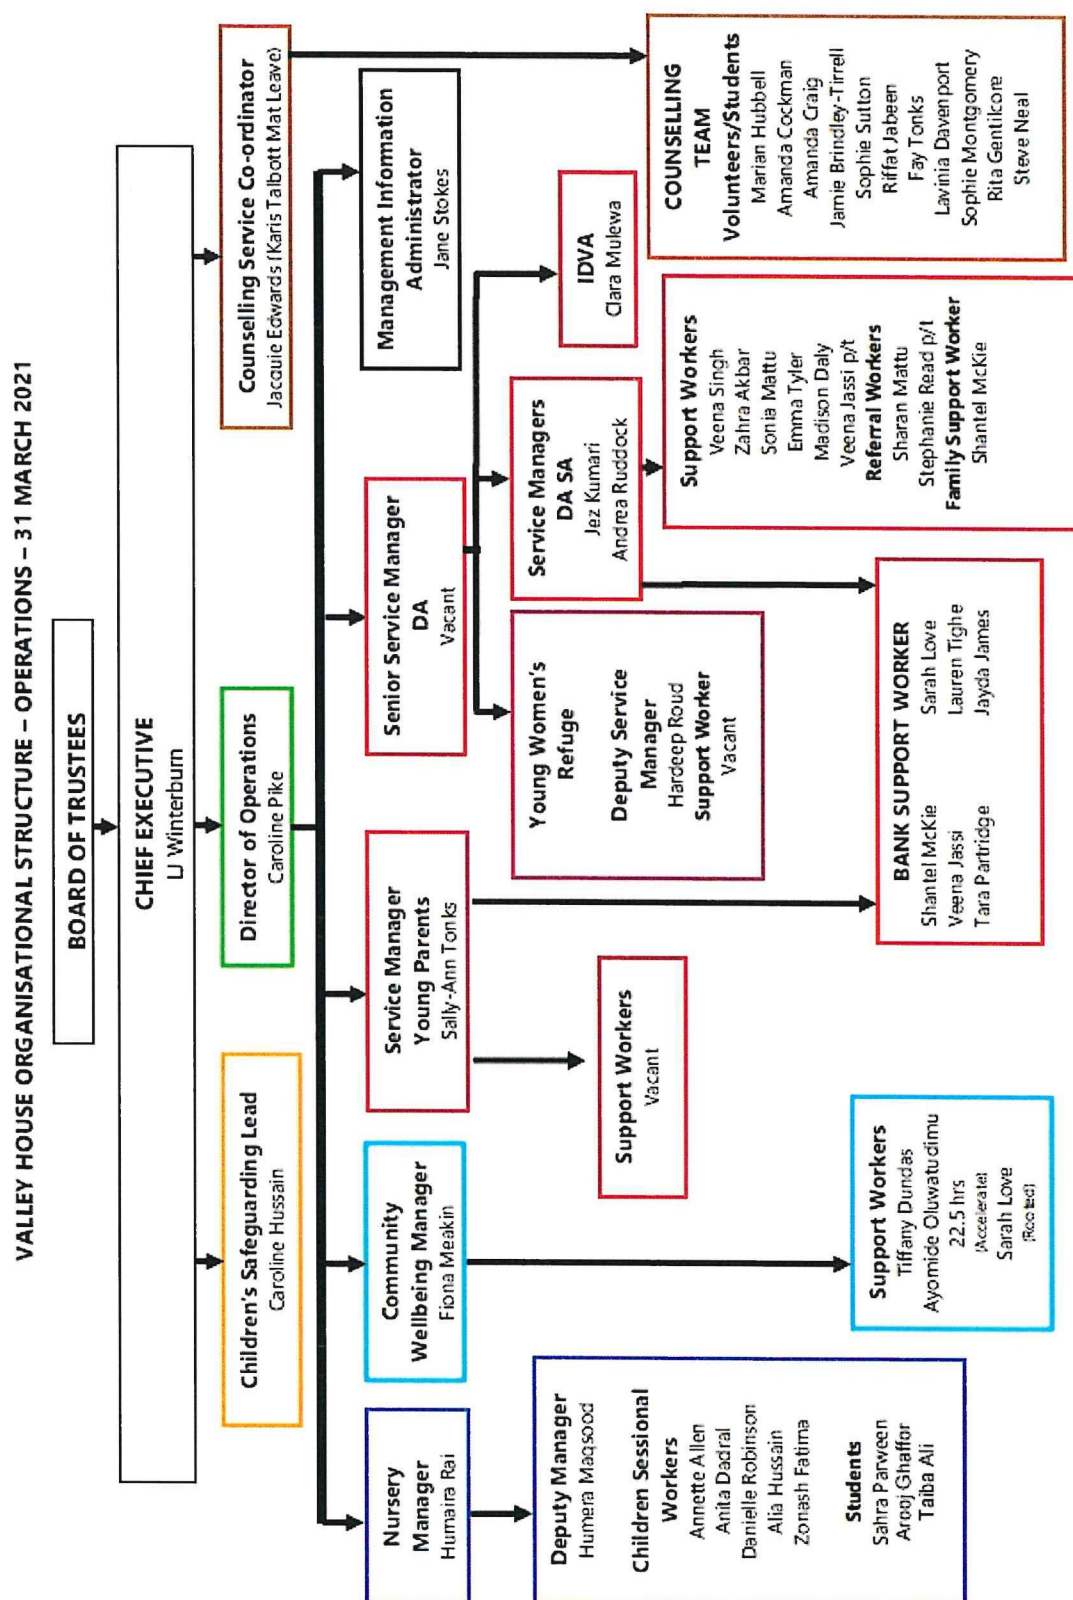 VALLEY HOUSE ORGANISATIONAL STRUCTURE – OPERATIONS – 31 MARCH 2021
BOARD OF TRUSTEES
CHIEF EXECUTIVE
LJ Winterburn
Children's Safeguarding Lead
Caroline Hussain
Director of Operations
Caroline Pike
Counselling Service Co-ordinator
Jacquie Edwards (Karis Talbott Mat Leave)
Nursery
Manager
Humaira Rai
Community
Wellbeing Manager
Fiona Meakin
Service Manager
Young Parents
Sally-Ann Tonks
Senior Service Manager
DA
Vacant
Management Information
Administrator
Jane Stokes
Deputy Manager
Humera Maqsood
Children Sessional
Workers
Annette Allen
Anita Dadral
Danielle Robinson
Alia Hussain
Zonash Fatima
Students
Sahra Parween
Arooj Ghaffor
Taiba Ali
Support Workers
Vacant
Young Women's
Refuge
Deputy Service
Manager
Hardeep Roud
Support Worker
Vacant
Service Managers
DA SA
Jez Kumari
Andrea Ruddock
IDVA
Clara Mulewa
COUNSELLING
TEAM
Volunteers/Students
Marian Hubbell
Amanda Cockman
Amanda Craig
Jamie Brindley-Tirrell
Sophie Sutton
Riffat Jabeen
Fay Tonks
Lavinia Davenport
Sophie Montgomery
Rita Gentilcore
Steve Neal
Support Workers
Tiffany Dundas
Ayomide Oluwatudimu
22.5 hrs
(Accelerate)
Sarah Love
(Rooted)
BANK SUPPORT WORKER
Shantel McKie Sarah Love
Veena Jassi Lauren Tighe
Tara Partridge Jayda James
Support Workers
Veena Singh
Zahra Akbar
Sonia Mattu
Emma Tyler
Madison Daly
Veena Jassi p/t
Referral Workers
Sharan Mattu
Stephanie Read p/t
Family Support Worker
Shantel McKie